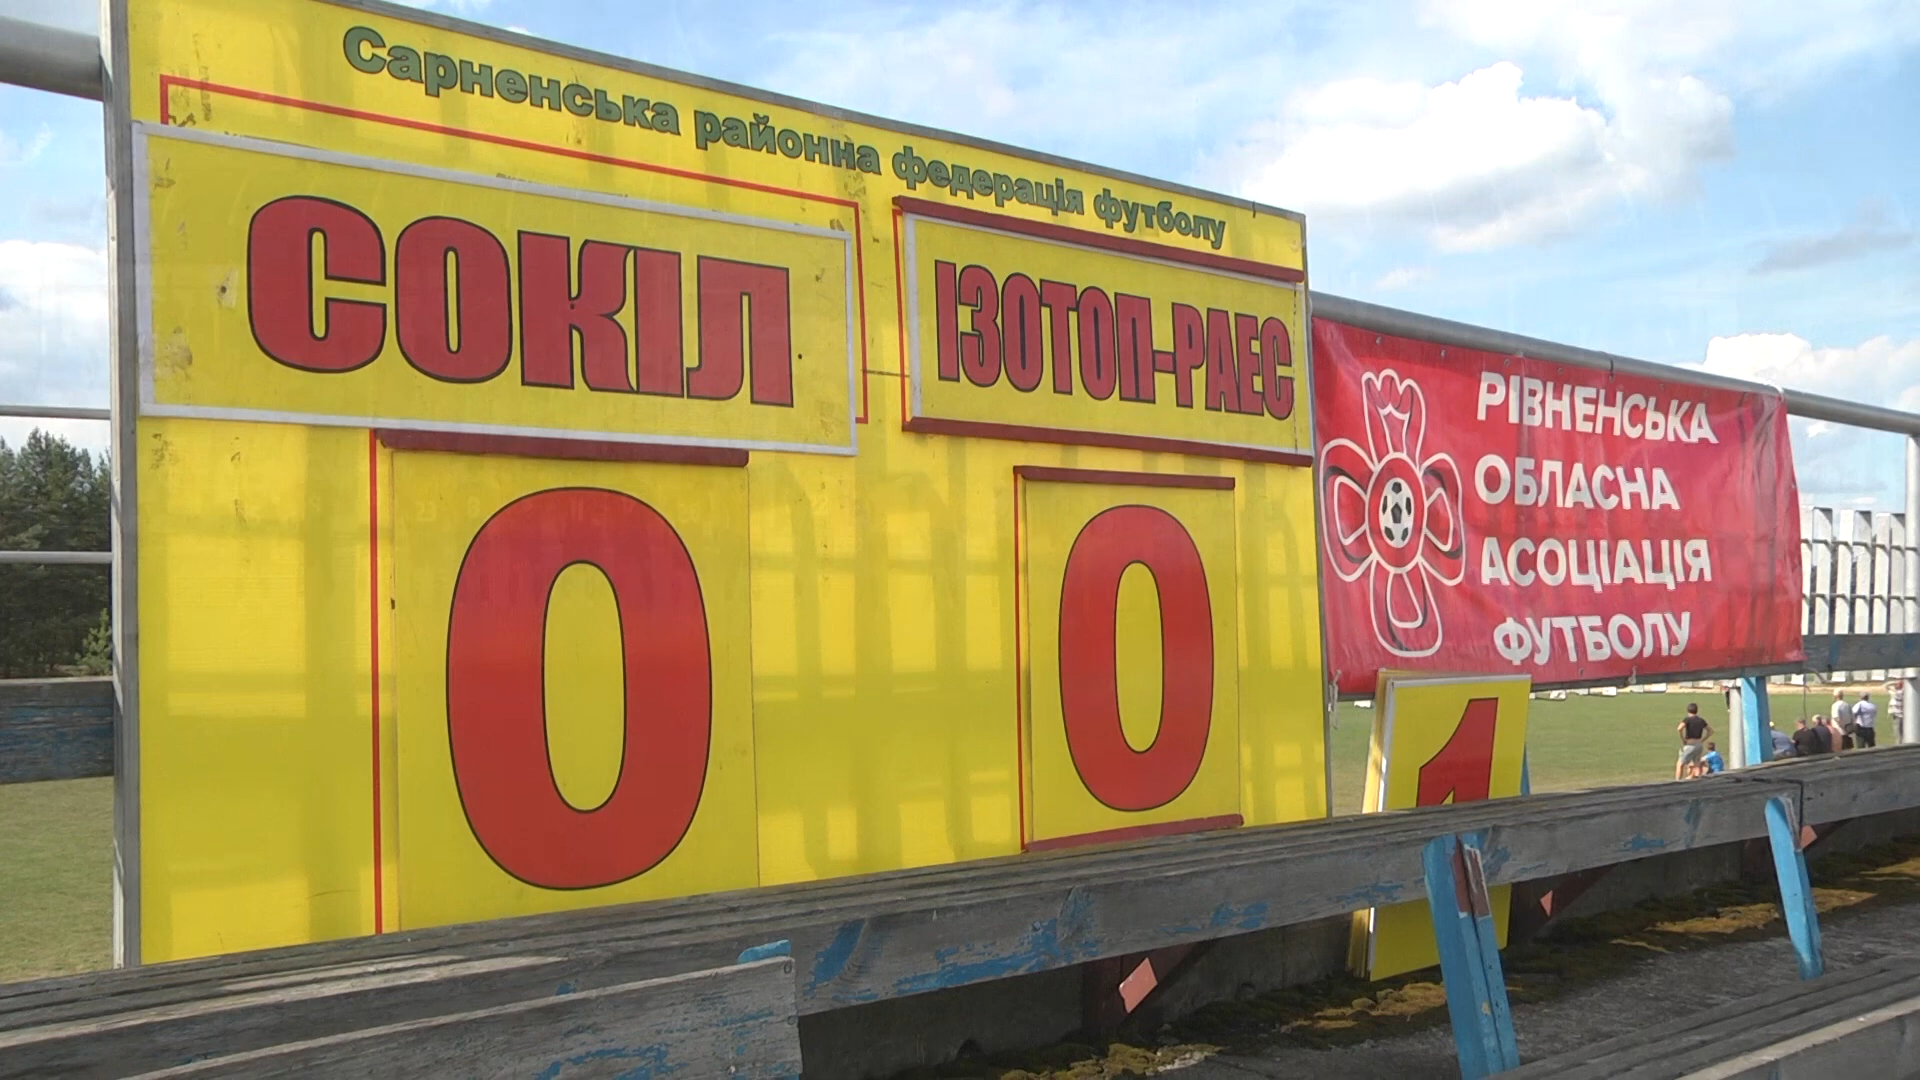 Сарненська районна федерація футболу
СОКІЛ
ІЗОТОП-РАЕС
0
0
РІВНЕНСЬКА
ОБЛАСНА
АСОЦІАЦІЯ
ФУТБОЛУ
1